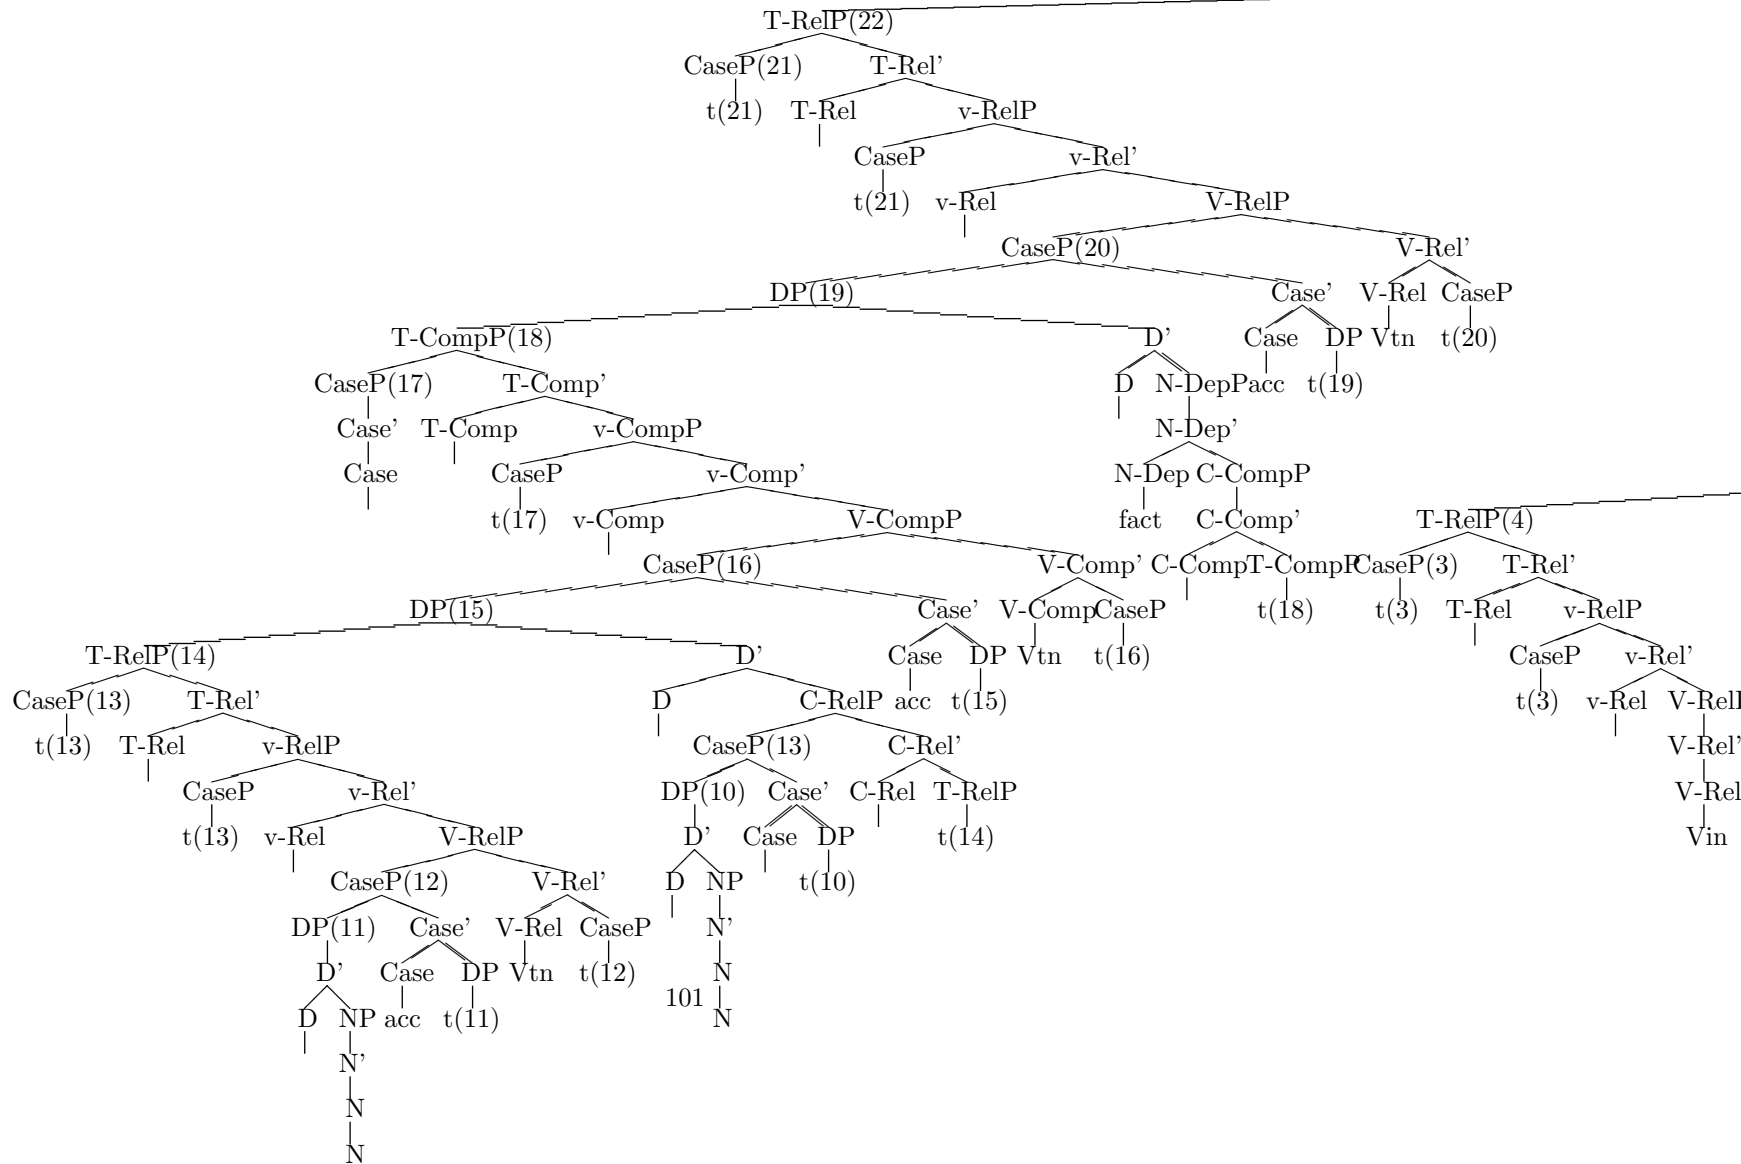 T-RelP(22)
CaseP(21) T-Rel’
t(21) T-Rel v-RelP
CaseP v-Rel’
t(21) v-Rel V-RelP
CaseP(20) V-Rel’
DP(19) Case’ V-Rel CaseP
T-CompP(18) D’ Case DP Vtn t(20)
CaseP(17) T-Comp’ D N-DepP acc t(19)
Case’ T-Comp v-CompP N-Dep’
Case CaseP v-Comp’ N-Dep C-CompP
t(17) v-Comp V-CompP fact C-Comp’ T-RelP(4)
CaseP(16) V-Comp’ C-Comp T-CompP CaseP(3) T-Rel’
DP(15) Case’ V-Comp CaseP t(18) t(3) T-Rel v-RelP
T-RelP(14) D’ Case DP Vtn t(16) CaseP v-Rel’
CaseP(13) T-Rel’ D C-RelP acc t(15) t(3) v-Rel V-Rel
t(13) T-Rel v-RelP CaseP(13) C-Rel’ V-Rel’
CaseP v-Rel’ DP(10) Case’ C-Rel T-RelP V-Rel
t(13) v-Rel V-RelP D’ Case DP t(14) Vin
CaseP(12) V-Rel’ D NP t(10)
DP(11) Case’ V-Rel CaseP N’
D’ Case DP Vtn t(12) N
101
D NP acc t(11) N
N’
N
N